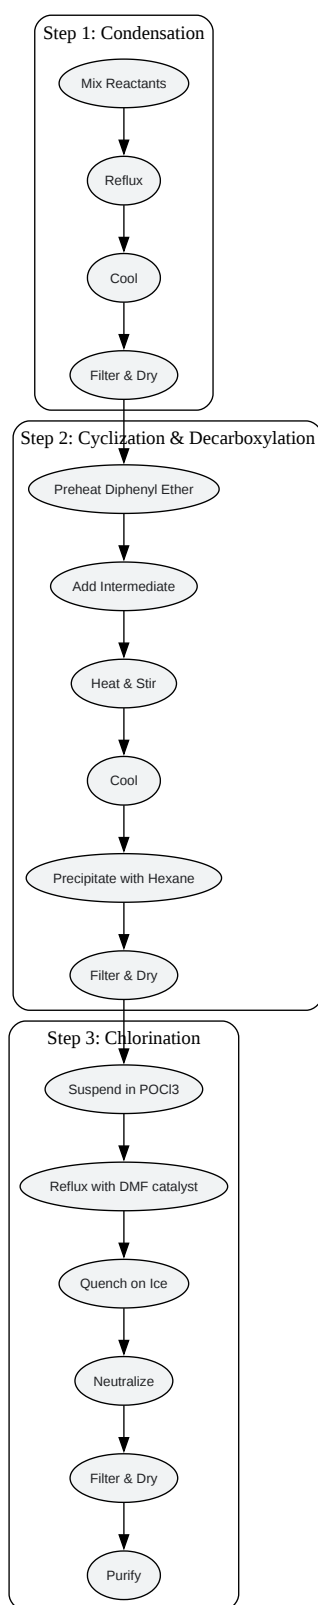 Step 1: Condensation
Mix Reactants
Reflux
Cool
Filter & Dry
Step 2: Cyclization & Decarboxylation
Preheat Diphenyl Ether
Add Intermediate
Heat & Stir
Cool
Precipitate with Hexane
Filter & Dry
Step 3: Chlorination
Suspend in POCl3
Reflux with DMF catalyst
Quench on Ice
Neutralize
Filter & Dry
Purify